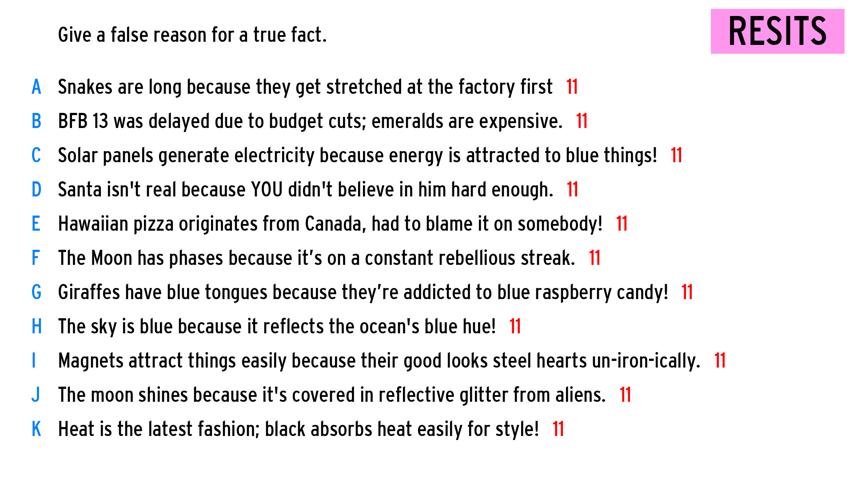 Give a false reason for a true fact.
RESITS
A Snakes are long because they get stretched at the factory first 11
B BFB 13 was delayed due to budget cuts; emeralds are expensive. 11
C Solar panels generate electricity because energy is attracted to blue things! 11
D Santa isn't real because YOU didn't believe in him hard enough. 11
E Hawaiian pizza originates from Canada, had to blame it on somebody! 11
F The Moon has phases because it’s on a constant rebellious streak. 11
G Giraffes have blue tongues because they’re addicted to blue raspberry candy! 11
H The sky is blue because it reflects the ocean's blue hue! 11
I Magnets attract things easily because their good looks steel hearts un-iron-ically. 11
J The moon shines because it's covered in reflective glitter from aliens. 11
K Heat is the latest fashion; black absorbs heat easily for style! 11